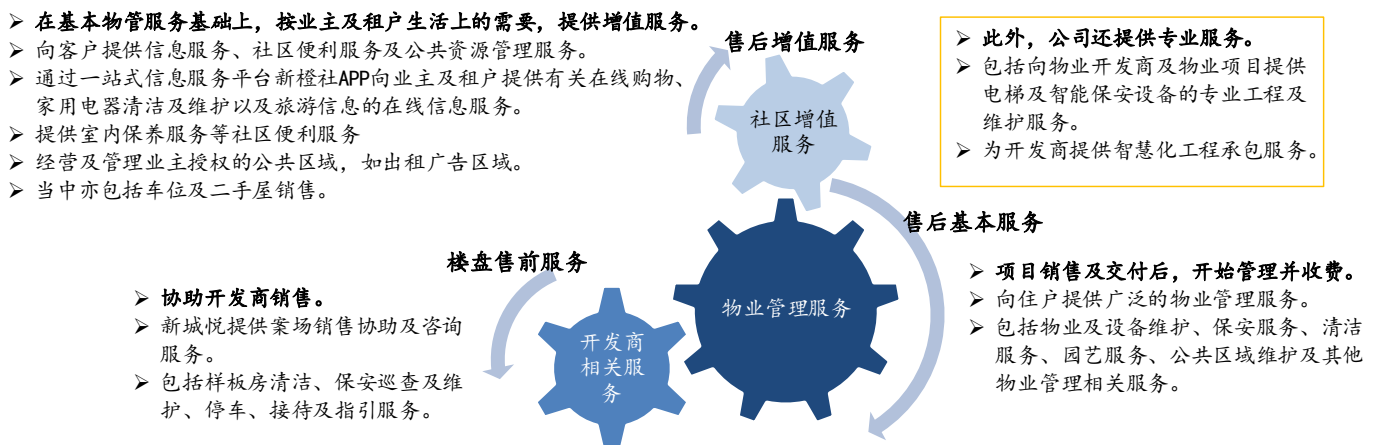 ➢ 在基本物管服务基础上，按业主及租户生活上的需要，提供增值服务。
➢ 向客户提供信息服务、社区便利服务及公共资源管理服务。
➢ 通过一站式信息服务平台新橙社APP向业主及租户提供有关在线购物、
家用电器清洁及维护以及旅游信息的在线信息服务。
➢ 提供室内保养服务等社区便利服务
➢ 经营及管理业主授权的公共区域，如出租广告区域。
➢ 当中亦包括车位及二手屋销售。
售后增值服务
社区增值
服务
➢ 此外，公司还提供专业服务。
➢ 包括向物业开发商及物业项目提供
电梯及智能保安设备的专业工程及
维护服务。
➢ 为开发商提供智慧化工程承包服务。
楼盘售前服务
➢ 协助开发商销售。
➢ 新城悦提供案场销售协助及咨询
服务。
➢ 包括样板房清洁、保安巡查及维
护、停车、接待及指引服务。
开发商
相关服
务
物业管理服务
售后基本服务
➢ 项目销售及交付后，开始管理并收费。
➢ 向住户提供广泛的物业管理服务。
➢ 包括物业及设备维护、保安服务、清洁
服务、园艺服务、公共区域维护及其他
物业管理相关服务。